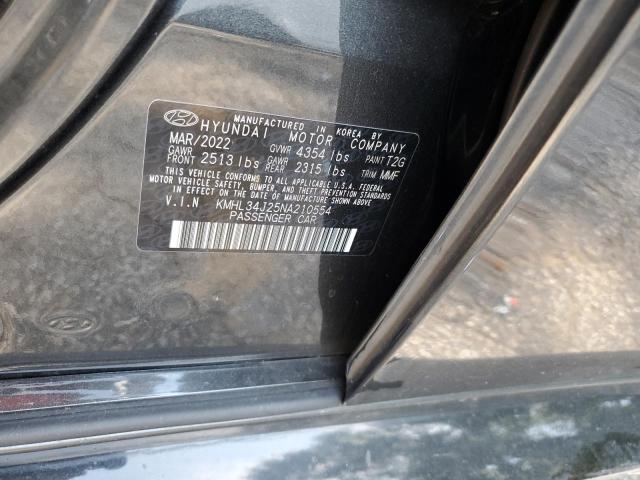 MANUFACTURED IN KOREA BY
HYUNDAI MOTOR COMPANY
MAR/2022 GVWR 4354 lbs PAINT T2G
GAWR FRONT 2513 lbs GAWR REAR 2315 lbs TRIM MMF
THIS VEHICLE CONFORMS TO ALL APPLICABLE U.S.A. FEDERAL
MOTOR VEHICLE SAFETY, BUMPER, AND THEFT PREVENTION STANDARDS
IN EFFECT ON THE DATE OF MANUFACTURE SHOWN ABOVE.
V.I.N KMHL34J25NA210554
PASSENGER CAR